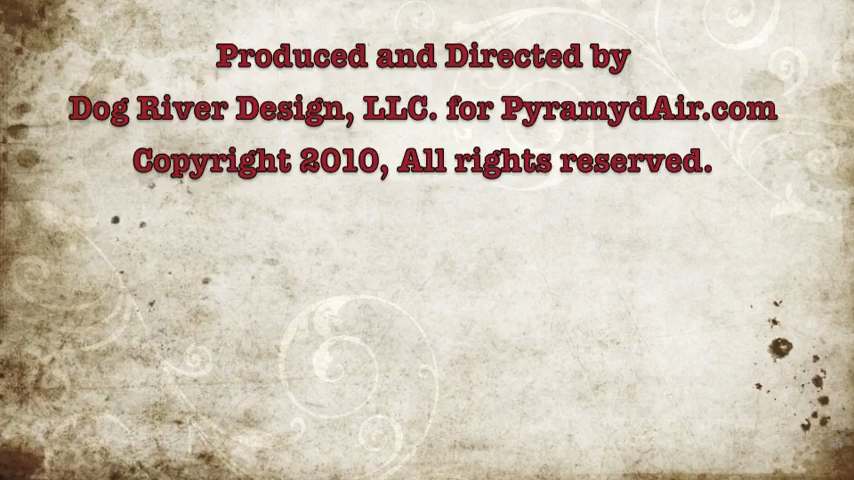 Produced and Directed by
Dog River Design, LLC. for PyramydAir.com
Copyright 2010, All rights reserved.